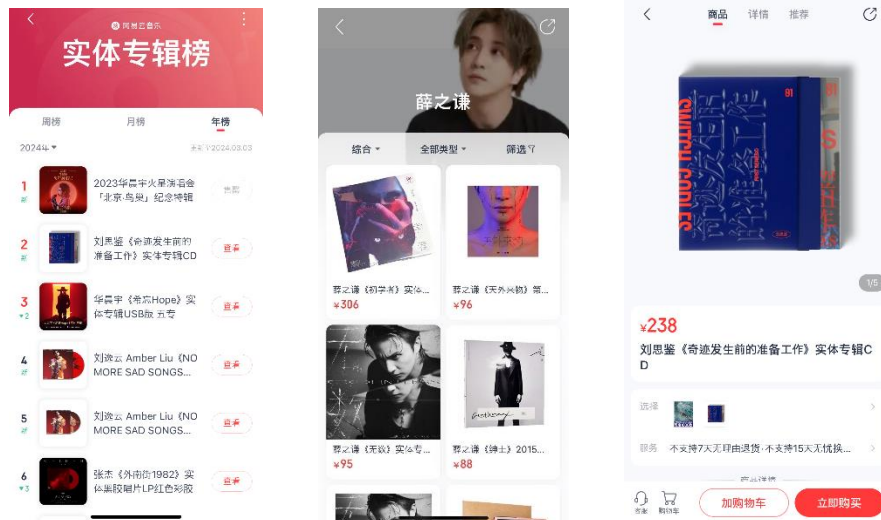 网易云音乐
实体专辑榜
周榜
月榜
年榜
2024年
1
2023华晨宇火星演唱会
「北京·鸟巢」纪念特辑
售罄
2
刘思鉴《奇迹发生前的
准备工作》实体专辑CD
查看
3
2
华晨宇《希忘Hope》实
体专辑USB版 五专
查看
4
刘逸云 Amber Liu《NO
MORE SAD SONGS...
查看
5
刘逸云 Amber Liu《NO
MORE SAD SONGS...
查看
6
3
张杰《外南街1982》实
体黑胶唱片LP红色彩胶
查看
薛之谦
综合
全部类型
筛选
薛之谦《初学者》实体...
¥306
薛之谦《天外来物》第...
¥96
薛之谦《无数》实体专...
¥95
薛之谦《绅士》2015...
¥88
商品
详情
推荐
SWITCH COOLIES
奇迹发生前
的准备工作
1/5
¥238
刘思鉴《奇迹发生前的准备工作》实体专辑C
D
选择
服务
不支持7天无理由退货·不支持15天无忧换...
商品详情
客服
购物车
加购物车
立即购买